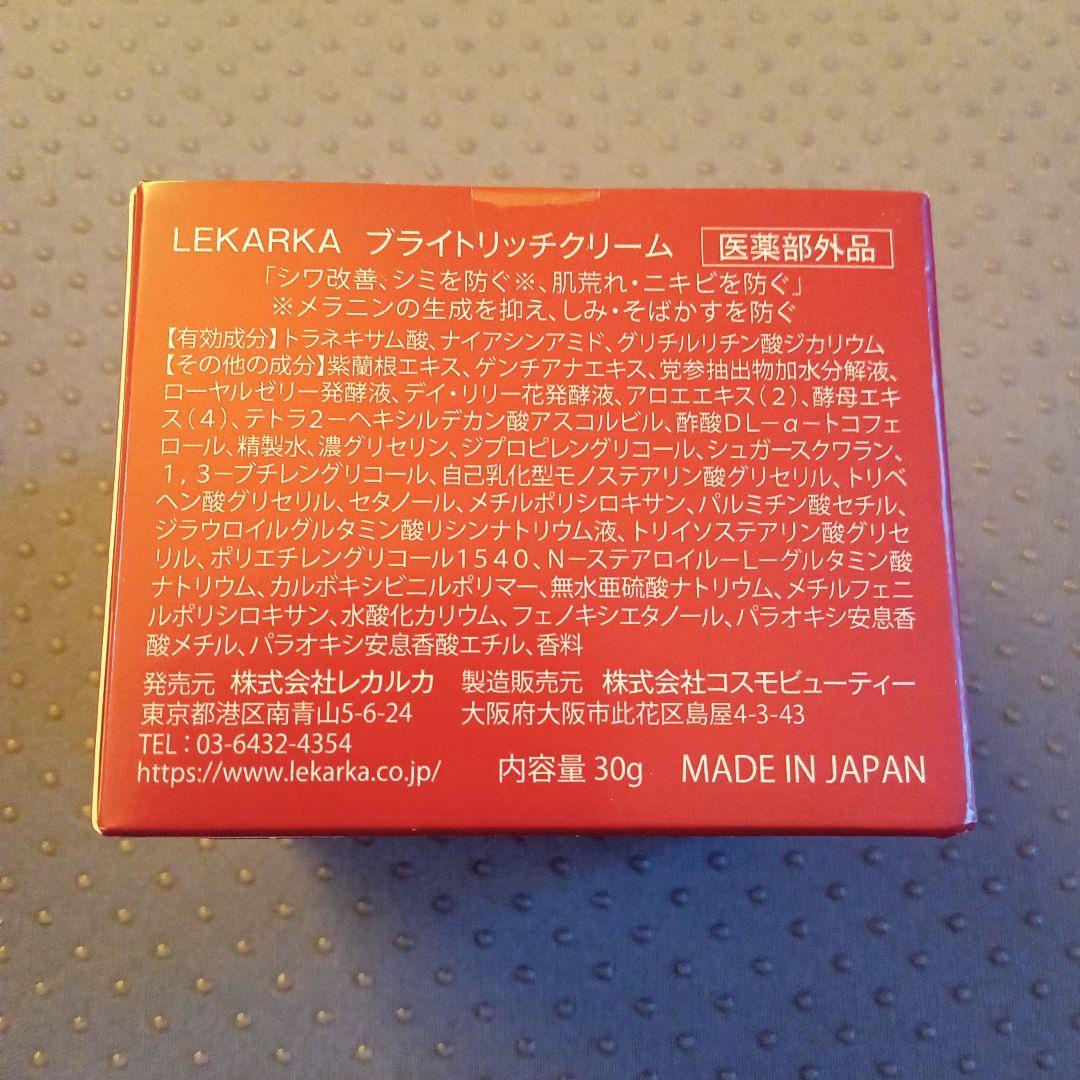 LEKARKA ブライトリッチクリーム 医薬部外品
「シワ改善、シミを防ぐ※、肌荒れ・ニキビを防ぐ」
※メラニンの生成を抑え、しみ・そばかすを防ぐ
【有効成分】トラネキサム酸、ナイアシンアミド、グリチルリチン酸ジカリウム
【その他の成分】紫蘭根エキス、ゲンチアナエキス、党参抽出物加水分解液、
ローヤルゼリー発酵液、デイ・リリー花発酵液、アロエエキス(2)、酵母エキ
ス(4)、テトラ2－ヘキシルデカン酸アスコルビル、酢酸DL－α－トコフェ
ロール、精製水、濃グリセリン、ジプロピレングリコール、シュガースクワラン、
1,3－ブチレングリコール、自己乳化型モノステアリン酸グリセリル、トリベ
ヘン酸グリセリル、セタノール、メチルポリシロキサン、パルミチン酸セチル、
ジラウロイルグルタミン酸リシンナトリウム液、トリイソステアリン酸グリセ
リル、ポリエチレングリコール1540、N－ステアロイル－L－グルタミン酸
ナトリウム、カルボキシビニルポリマー、無水亜硫酸ナトリウム、メチルフェニ
ルポリシロキサン、水酸化カリウム、フェノキシエタノール、パラオキシ安息香
酸メチル、パラオキシ安息香酸エチル、香料
発売元 株式会社レカルカ 製造販売元 株式会社コスモビューティー
東京都港区南青山5-6-24 大阪府大阪市此花区島屋4-3-43
TEL：03-6432-4354
https://www.lekarka.co.jp/ 内容量 30g MADE IN JAPAN